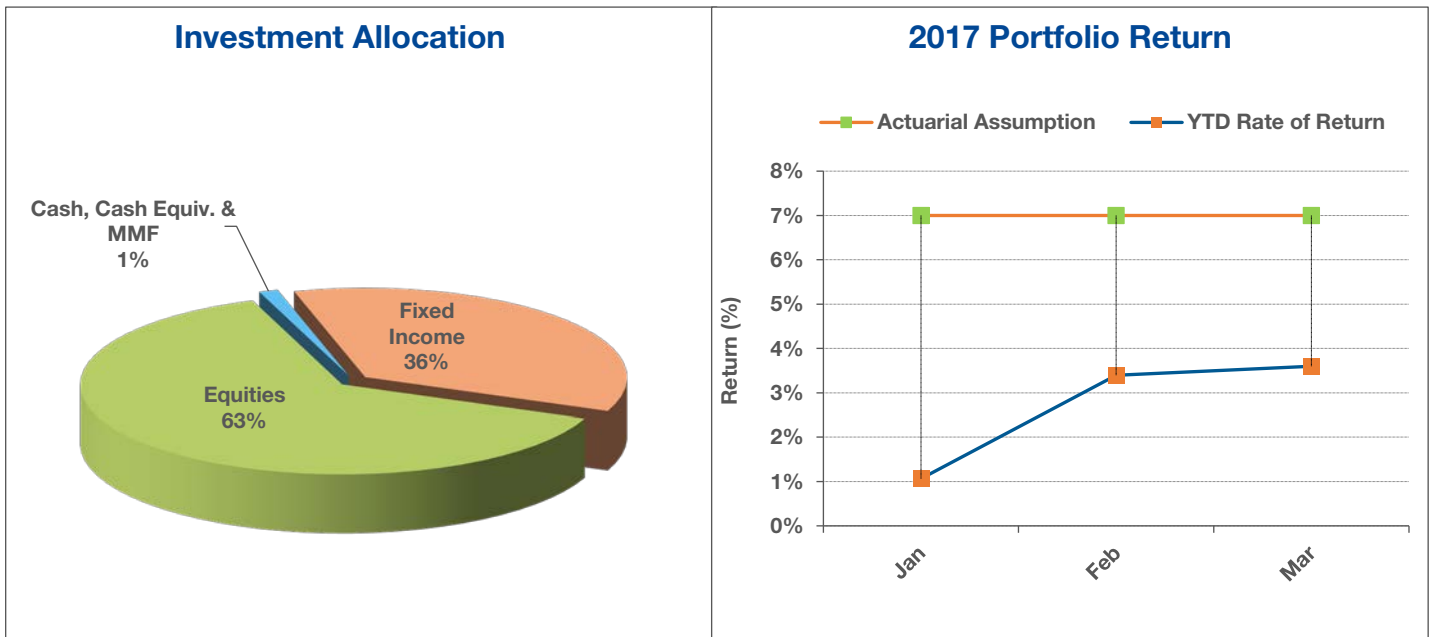 Investment Allocation
Cash, Cash Equiv. &
MMF
1%
Fixed
Income
36%
Equities
63%
2017 Portfolio Return
Actuarial Assumption
YTD Rate of Return
Return (%)
8%
7%
6%
5%
4%
3%
2%
1%
0%
Jan
Feb
Mar